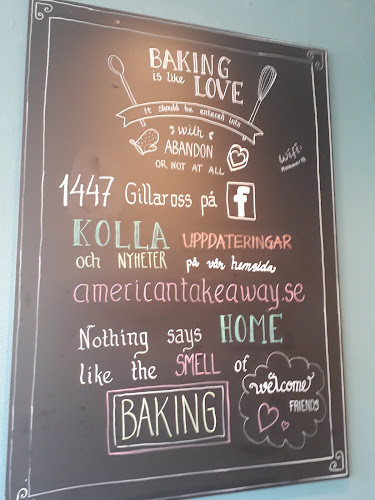 BAKING
is like LOVE
it should be entered into
with
ABANDON
OR NOT AT ALL
wifi:
1447 Gillaross på f
KOLLA UPPDATERINGAR
och NYHETER på vår hemsida
americantakeaway.se
Nothing says HOME
like the SMELL of
BAKING
welcome
FRIENDS